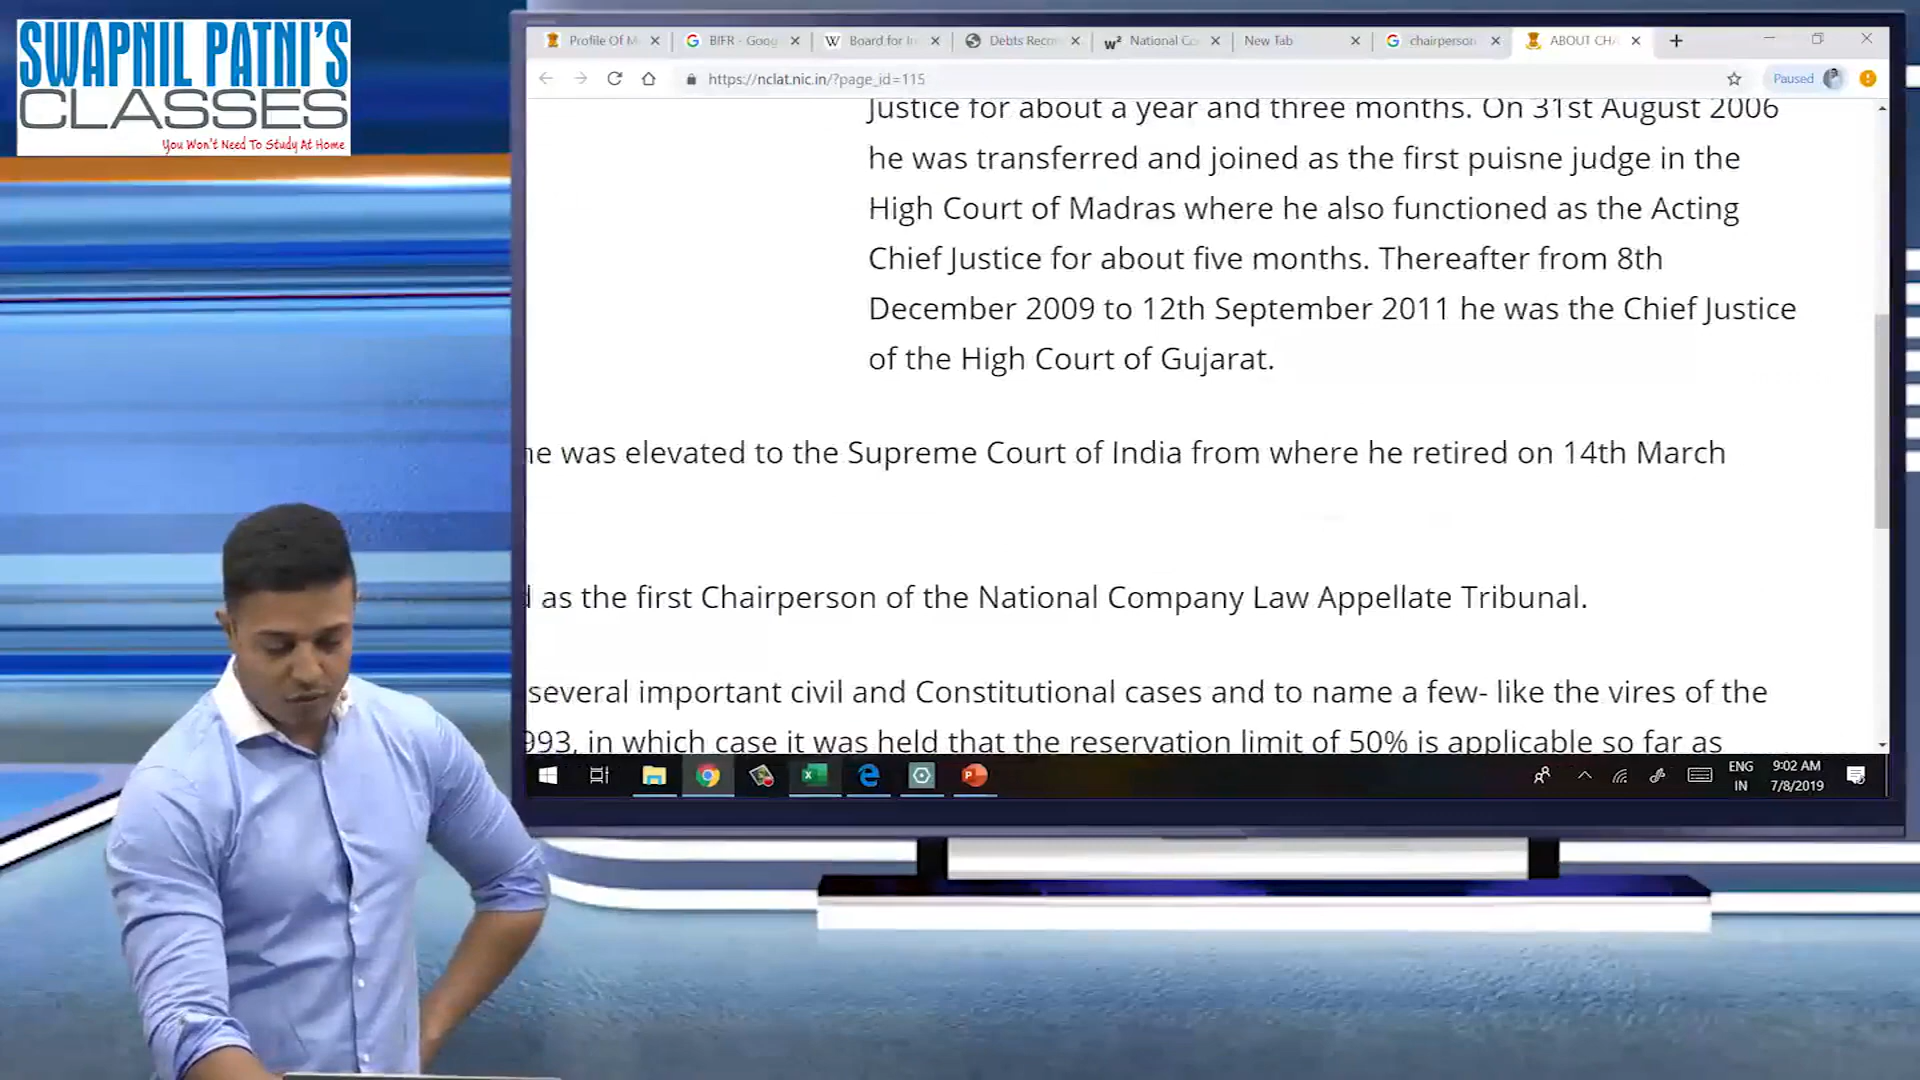 SWAPNIL PATNI'S
CLASSES
You Won't Need To Study At Home
Profile Of M
BIFR - Goog
Board for In
Debts Reco
National Co
New Tab
chairperson
ABOUT CHA
https://nclat.nic.in/?page_id=115
Paused
Justice for about a year and three months. On 31st August 2006
he was transferred and joined as the first puisne judge in the
High Court of Madras where he also functioned as the Acting
Chief Justice for about five months. Thereafter from 8th
December 2009 to 12th September 2011 he was the Chief Justice
of the High Court of Gujarat.
he was elevated to the Supreme Court of India from where he retired on 14th March
d as the first Chairperson of the National Company Law Appellate Tribunal.
several important civil and Constitutional cases and to name a few- like the vires of the
993, in which case it was held that the reservation limit of 50% is applicable so far as
ENG
IN
9:02 AM
7/8/2019